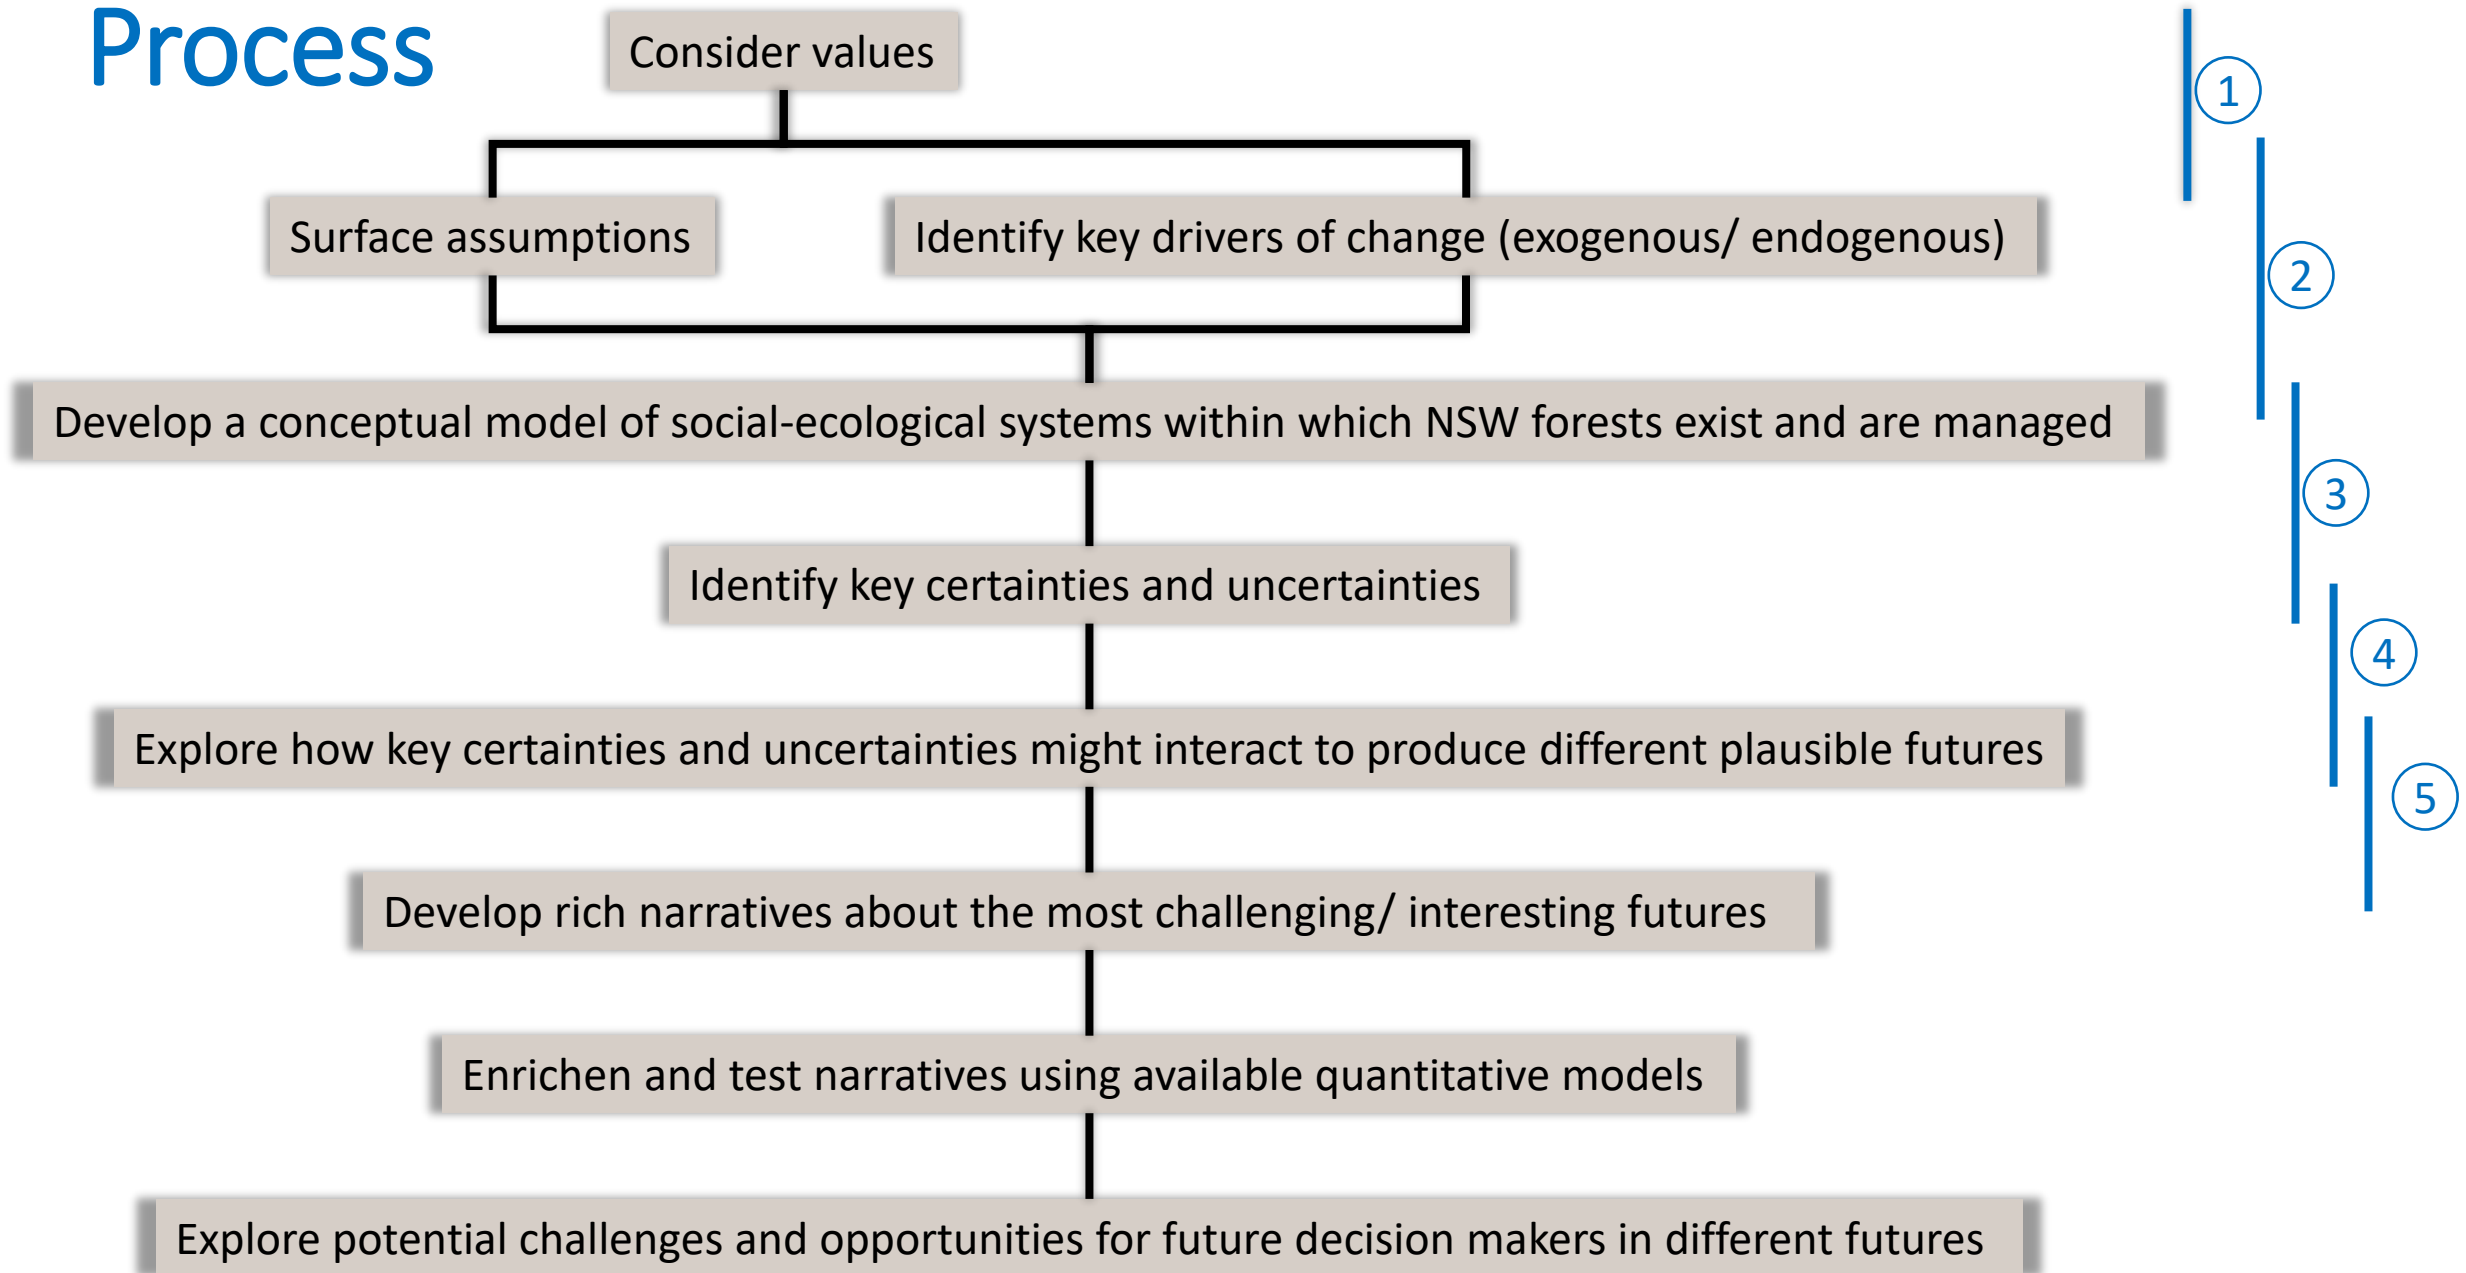 Process
Consider values
1
Surface assumptions
Identify key drivers of change (exogenous/ endogenous)
2
Develop a conceptual model of social-ecological systems within which NSW forests exist and are managed
3
Identify key certainties and uncertainties
4
Explore how key certainties and uncertainties might interact to produce different plausible futures
5
Develop rich narratives about the most challenging/ interesting futures
Enrichen and test narratives using available quantitative models
Explore potential challenges and opportunities for future decision makers in different futures